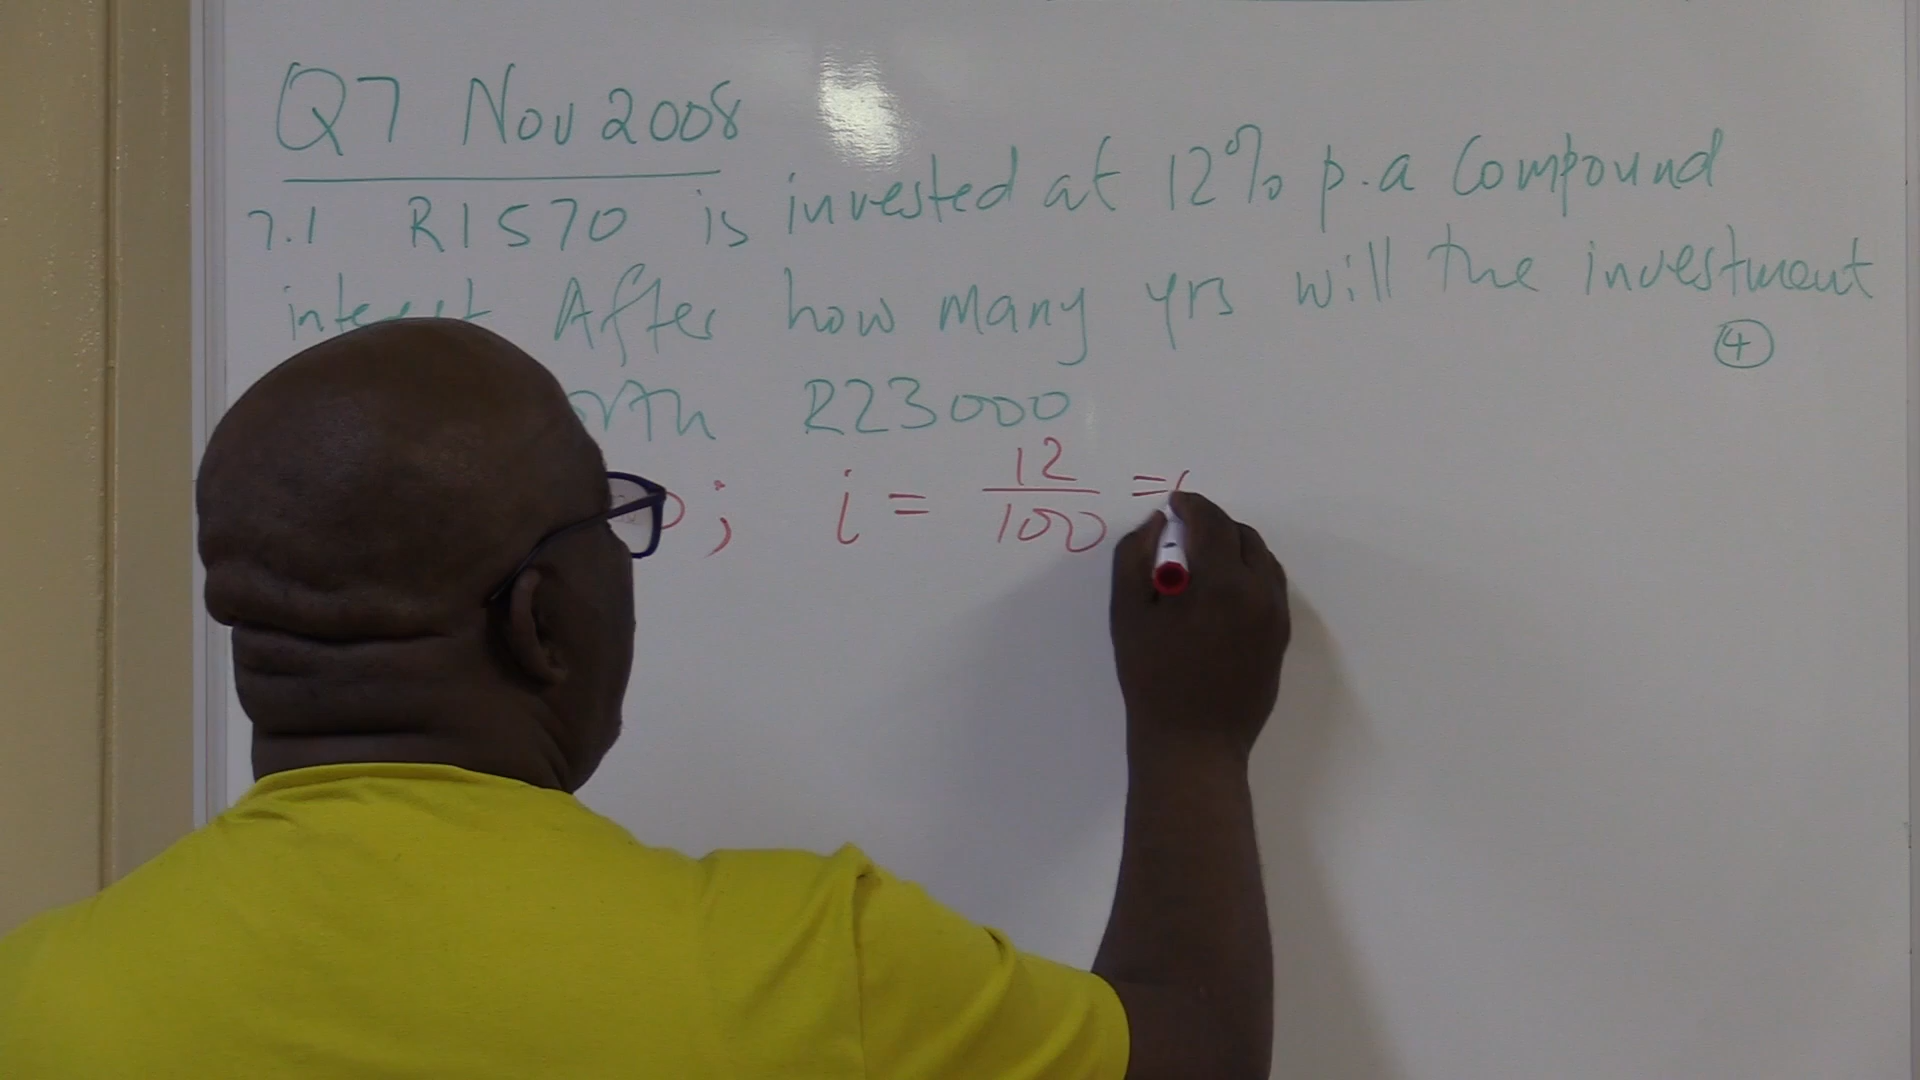 Q7 Nov 2008
7.1 R1570 is invested at 12% p.a Compound
interest After how many yrs will the investment
④
R23000
; i = 12/100 =